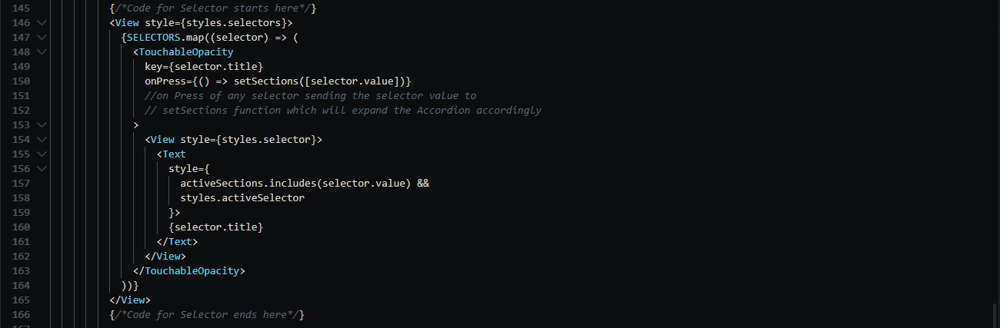 145 {/*Code for Selector starts here*/}
146 <View style={styles.selectors}>
147 {SELECTORS.map((selector) => (
148 <TouchableOpacity
149 key={selector.title}
150 onPress={() => setSections([selector.value])}
151 //on Press of any selector sending the selector value to
152 // setSections function which will expand the Accordion accordingly
153 >
154 <View style={styles.selector}>
155 <Text
156 style={
157 activeSections.includes(selector.value) &&
158 styles.activeSelector
159 }>
160 {selector.title}
161 </Text>
162 </View>
163 </TouchableOpacity>
164 ))}
165 </View>
166 {/*Code for Selector ends here*/}